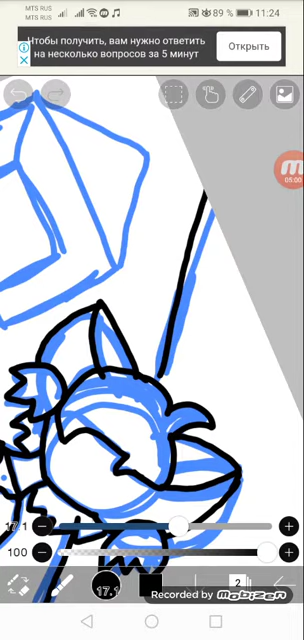 MTS RUS
MTS RUS
89 %
11:24
Чтобы получить, вам нужно ответить
на несколько вопросов за 5 минут
Открыть
05:00
17.1
100
17.1
2
Recorded by mobizen